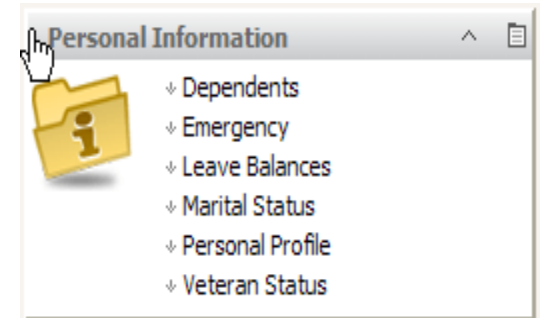 Personal Information
Dependents
Emergency
Leave Balances
Marital Status
Personal Profile
Veteran Status